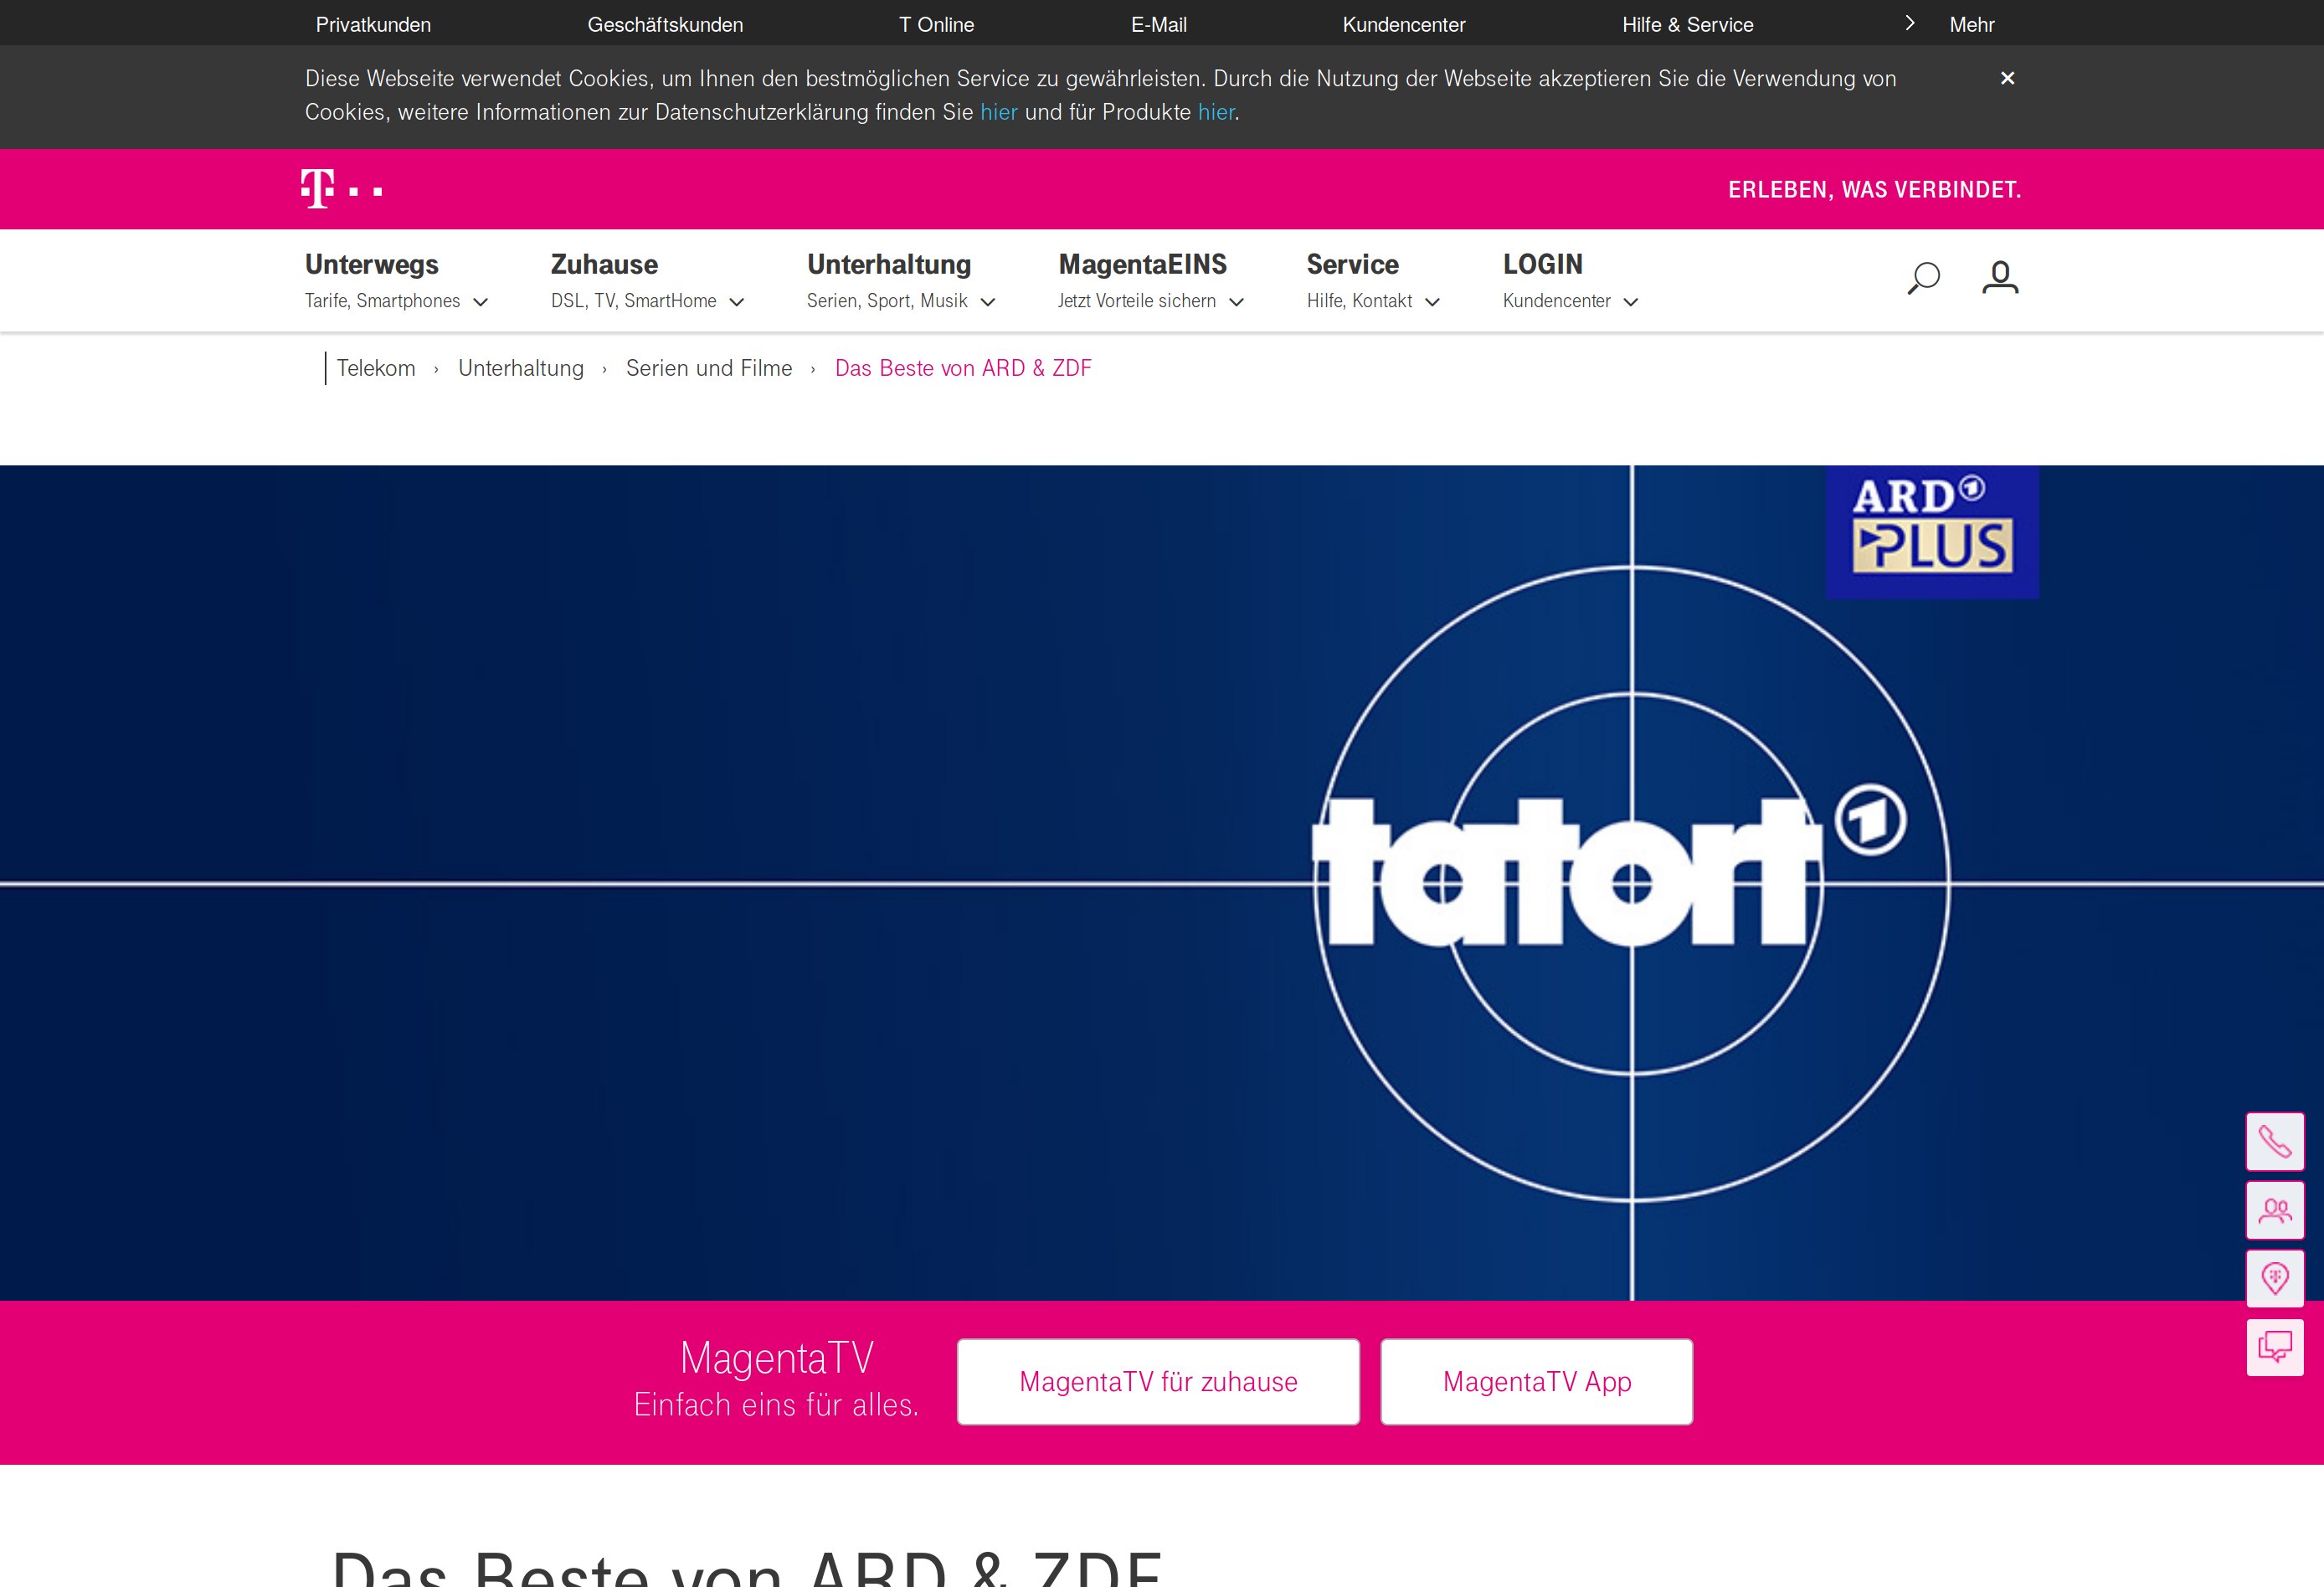 Privatkunden Geschäftskunden T Online E-Mail Kundencenter Hilfe & Service Mehr
Diese Webseite verwendet Cookies, um Ihnen den bestmöglichen Service zu gewährleisten. Durch die Nutzung der Webseite akzeptieren Sie die Verwendung von
Cookies, weitere Informationen zur Datenschutzerklärung finden Sie hier und für Produkte hier.
T
ERLEBEN, WAS VERBINDET.
Unterwegs Zuhause Unterhaltung MagentaEINS Service LOGIN
Tarife, Smartphones DSL, TV, SmartHome Serien, Sport, Musik Jetzt Vorteile sichern Hilfe, Kontakt Kundencenter
Telekom › Unterhaltung › Serien und Filme › Das Beste von ARD & ZDF
ARD 1
PLUS
tatort 1
MagentaTV
Einfach eins für alles.
MagentaTV für zuhause
MagentaTV App
Das Beste von ARD & ZDF